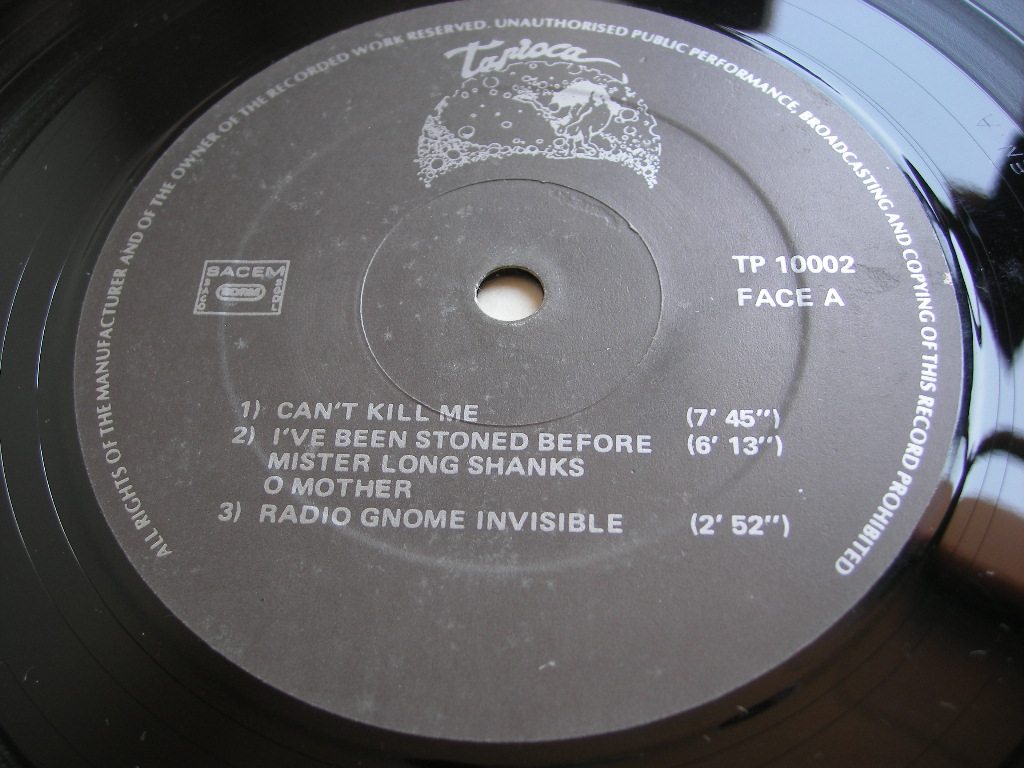 ALL RIGHTS OF THE MANUFACTURER AND OF THE OWNER OF THE RECORDED WORK RESERVED. UNAUTHORISED PUBLIC PERFORMANCE, BROADCASTING AND COPYING OF THIS RECORD PROHIBITED
Tapioca
SACEM
TP 10002
FACE A
1) CAN'T KILL ME (7' 45")
2) I'VE BEEN STONED BEFORE (6' 13")
MISTER LONG SHANKS
O MOTHER
3) RADIO GNOME INVISIBLE (2' 52")